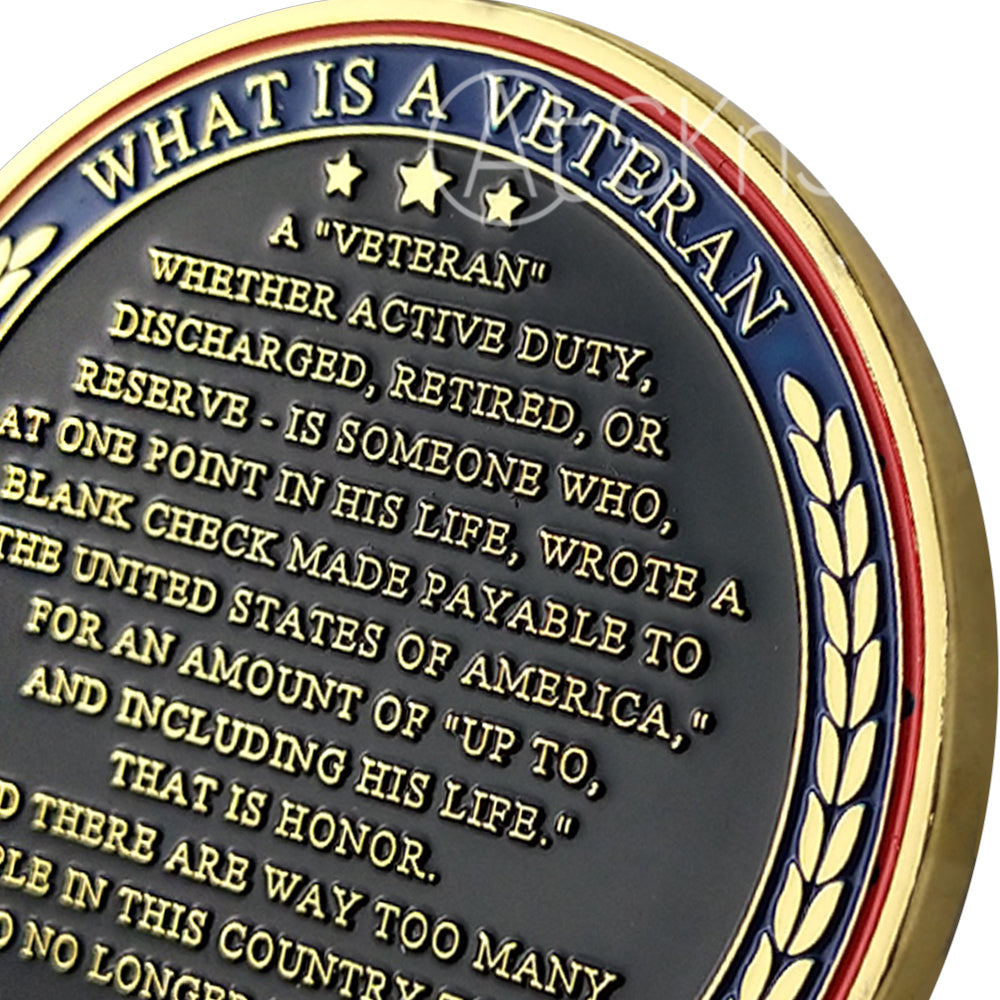 WHAT IS A VETERAN
A "VETERAN"
WHETHER ACTIVE DUTY,
DISCHARGED, RETIRED, OR
RESERVE - IS SOMEONE WHO,
AT ONE POINT IN HIS LIFE, WROTE A
BLANK CHECK MADE PAYABLE TO
THE UNITED STATES OF AMERICA,"
FOR AN AMOUNT OF "UP TO,
AND INCLUDING HIS LIFE."
THAT IS HONOR.
D THERE ARE WAY TOO MANY
PLE IN THIS COUNTRY
O NO LONGER